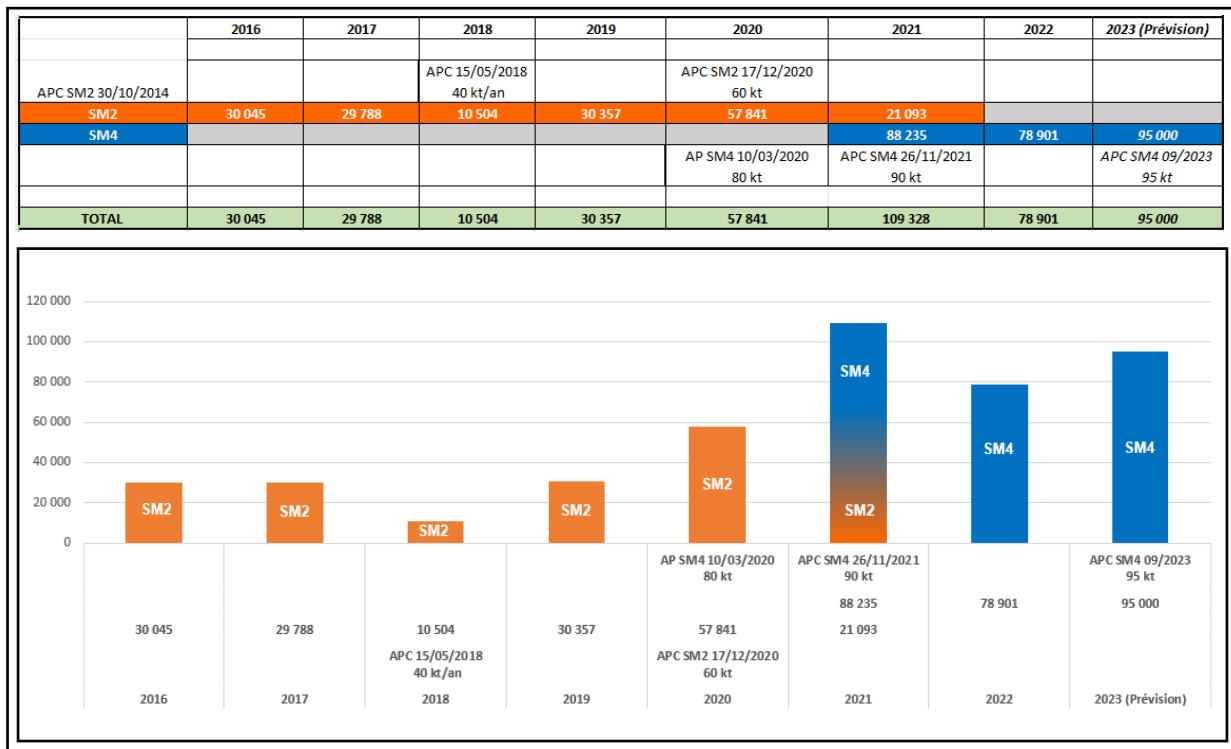 2016 2017 2018 2019 2020 2021 2022 2023 (Prévision)
APC 15/05/2018 APC SM2 17/12/2020
APC SM2 30/10/2014 40 kt/an 60 kt
SM2 30 045 29 788 10 504 30 357 57 841 21 093
SM4 88 235 78 901 95 000
AP SM4 10/03/2020 APC SM4 26/11/2021 APC SM4 09/2023
80 kt 90 kt 95 kt
TOTAL 30 045 29 788 10 504 30 357 57 841 109 328 78 901 95 000
120 000
100 000
80 000
60 000
40 000
20 000
0
SM2
SM2
SM2
SM2
SM2
SM4
SM2
SM4
SM4
AP SM4 10/03/2020 APC SM4 26/11/2021 APC SM4 09/2023
80 kt 90 kt 95 kt
88 235 78 901 95 000
30 045 29 788 10 504 30 357 57 841 21 093
APC 15/05/2018 APC SM2 17/12/2020
40 kt/an 60 kt
2016 2017 2018 2019 2020 2021 2022 2023 (Prévision)